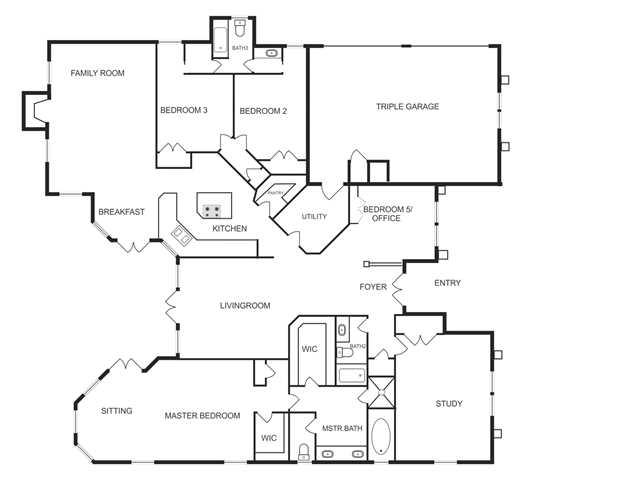 BATH3
FAMILY ROOM
BEDROOM 3
BEDROOM 2
TRIPLE GARAGE
PANTRY
BREAKFAST
KITCHEN
UTILITY
BEDROOM 5/
OFFICE
LIVINGROOM
FOYER
ENTRY
WIC
BATH2
SITTING
MASTER BEDROOM
WIC
MSTR.BATH
STUDY